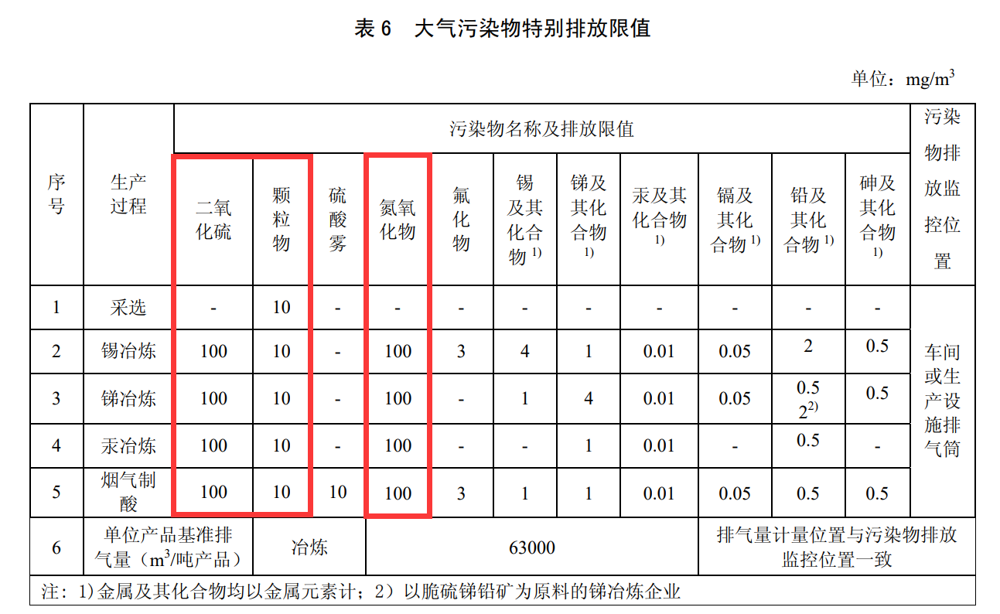 表 6 大气污染物特别排放限值
单位：mg/m³
序号 生产过程 污染物名称及排放限值 污染物排放监控位置
二氧化硫 颗粒物 硫酸雾 氮氧化物 氟化物 锡及其化合物1) 锑及其化合物1) 汞及其化合物1) 镉及其化合物1) 铅及其化合物1) 砷及其化合物1)
1 采选 - 10 - - - - - - - - - 车间或生产设施排气筒
2 锡冶炼 100 10 - 100 3 4 1 0.01 0.05 2 0.5
3 锑冶炼 100 10 - 100 - 1 4 0.01 0.05 0.5 2²⁾ 0.5
4 汞冶炼 100 10 - 100 - - 1 0.01 - 0.5 -
5 烟气制酸 100 10 10 100 3 1 1 0.01 0.05 0.5 0.5
6 单位产品基准排气量（m³/吨产品） 冶炼 63000 排气量计量位置与污染物排放监控位置一致
注: 1)金属及其化合物均以金属元素计；2）以脆硫锑铅矿为原料的锑冶炼企业